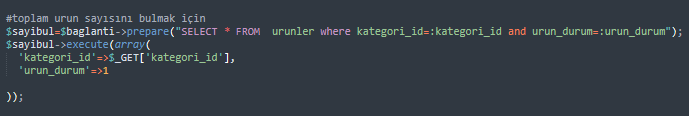 #toplam urun sayısını bulmak için
$sayibul=$baglanti->prepare("SELECT * FROM  urunler where kategori_id=:kategori_id and urun_durum=:urun_durum");
$sayibul->execute(array(
  'kategori_id'=>$_GET['kategori_id'],
  'urun_durum'=>1
));